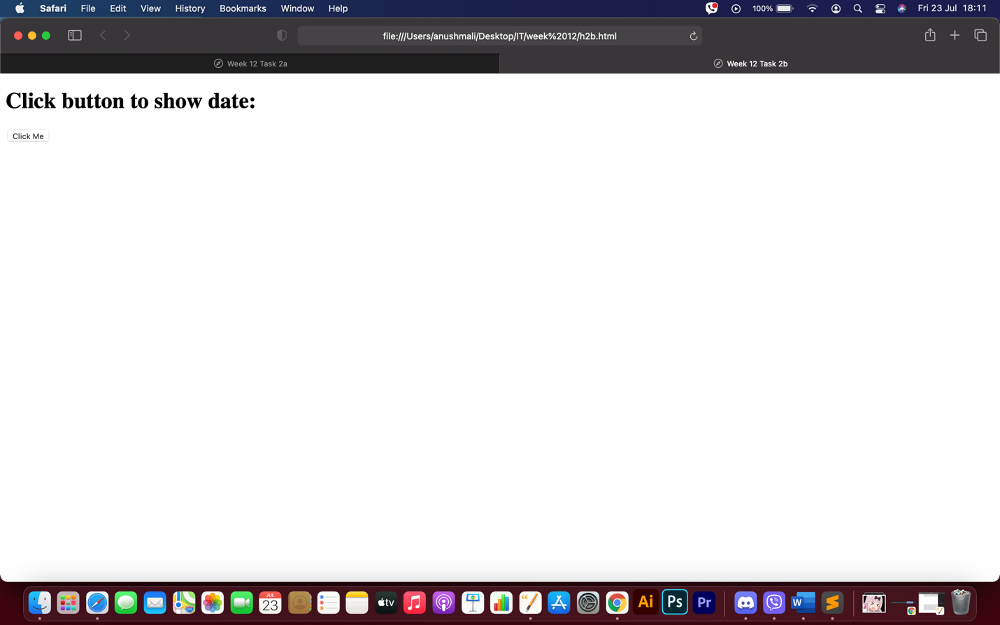 Safari File Edit View History Bookmarks Window Help 100% Fri 23 Jul 18:11
file:///Users/anushmali/Desktop/IT/week%2012/h2b.html
Week 12 Task 2a Week 12 Task 2b
Click button to show date:
Click Me
JUL
23
tv
Ai
Ps
Pr
W